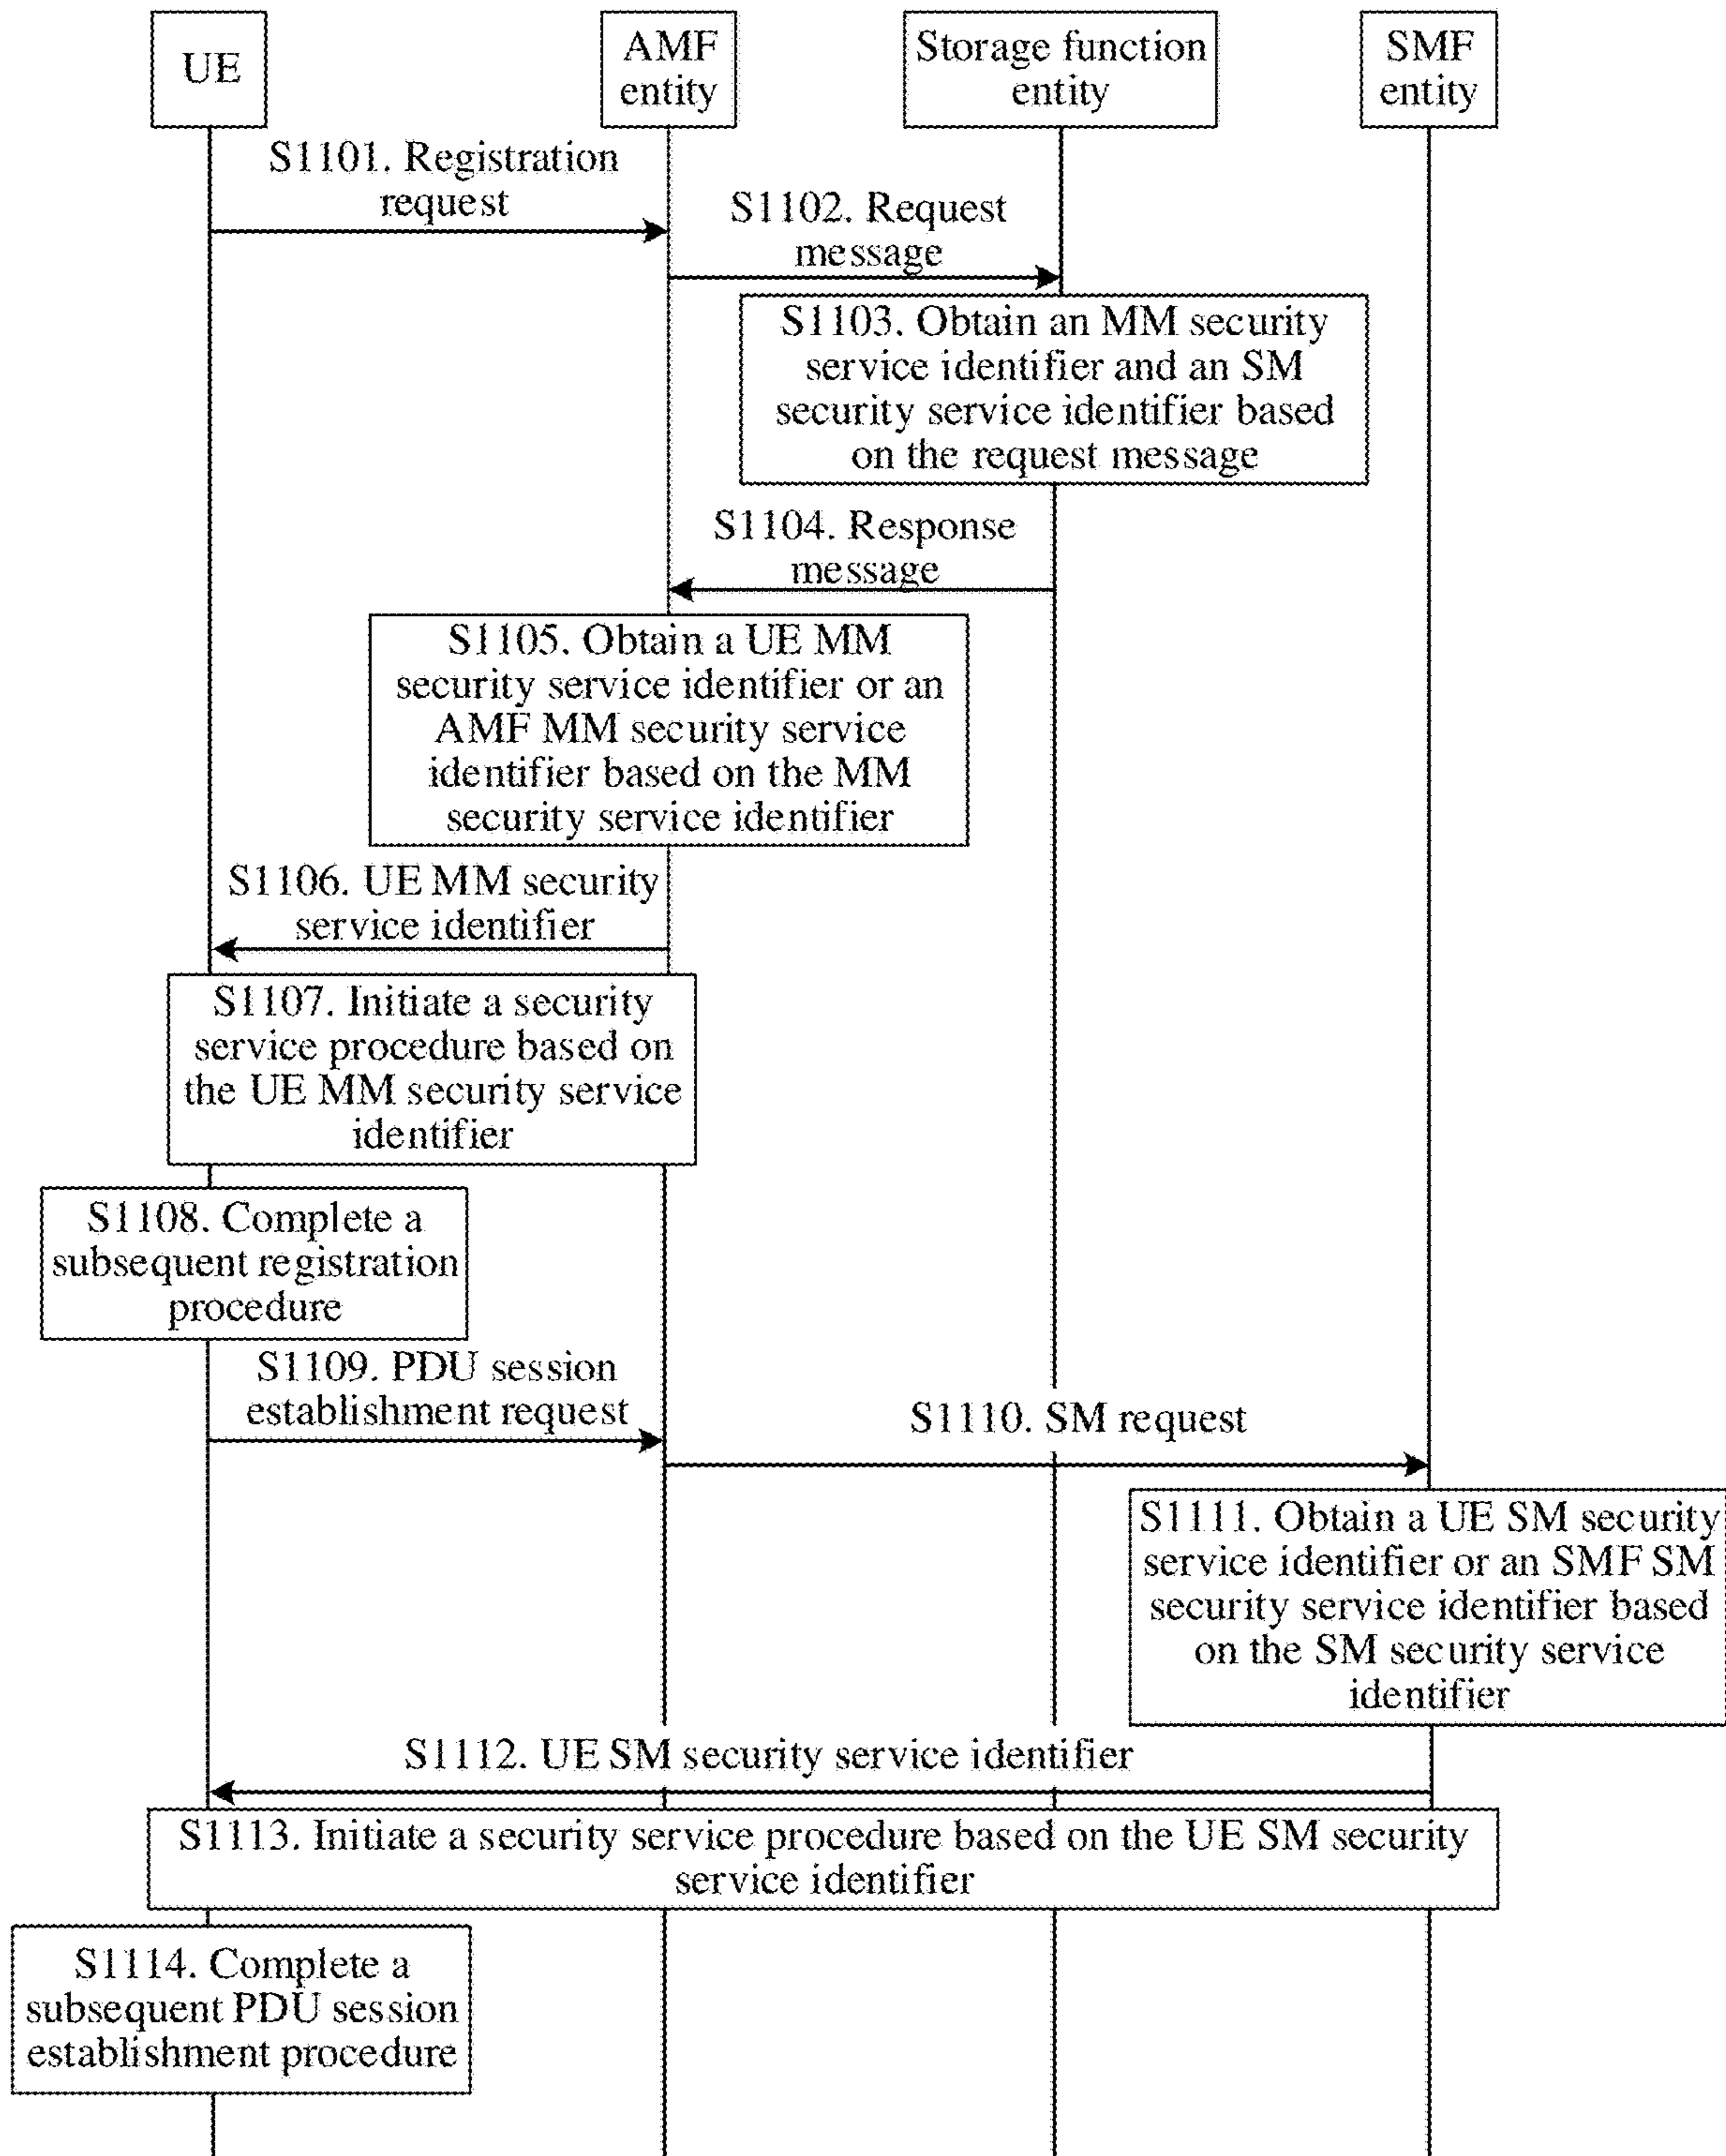 UE
AMF
entity
Storage function
entity
SMF
entity
S1101. Registration
request
S1102. Request
message
S1103. Obtain an MM security
service identifier and an SM
security service identifier based
on the request message
S1104. Response
message
S1105. Obtain a UE MM
security service identifier or an
AMF MM security service
identifier based on the MM
security service identifier
S1106. UE MM security
service identifier
S1107. Initiate a security
service procedure based on
the UE MM security service
identifier
S1108. Complete a
subsequent registration
procedure
S1109. PDU session
establishment request
S1110. SM request
S1111. Obtain a UE SM security
service identifier or an SMF SM
security service identifier based
on the SM security service
identifier
S1112. UE SM security service identifier
S1113. Initiate a security service procedure based on the UE SM security
service identifier
S1114. Complete a
subsequent PDU session
establishment procedure